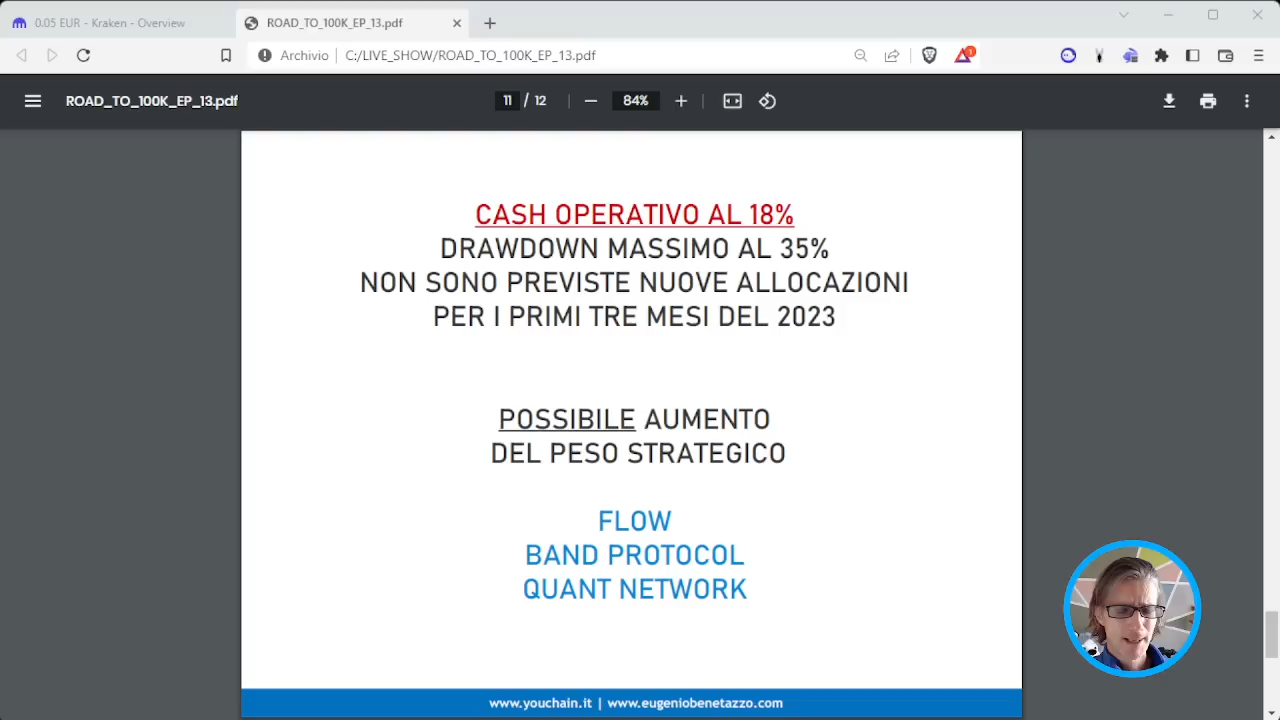 0.05 EUR - Kraken - Overview
ROAD_TO_100K_EP_13.pdf
Archivio
C:/LIVE_SHOW/ROAD_TO_100K_EP_13.pdf
1
ROAD_TO_100K_EP_13.pdf
11 / 12
84%
CASH OPERATIVO AL 18%
DRAWDOWN MASSIMO AL 35%
NON SONO PREVISTE NUOVE ALLOCAZIONI
PER I PRIMI TRE MESI DEL 2023
POSSIBILE AUMENTO
DEL PESO STRATEGICO
FLOW
BAND PROTOCOL
QUANT NETWORK
www.youchain.it | www.eugeniobenetazzo.com